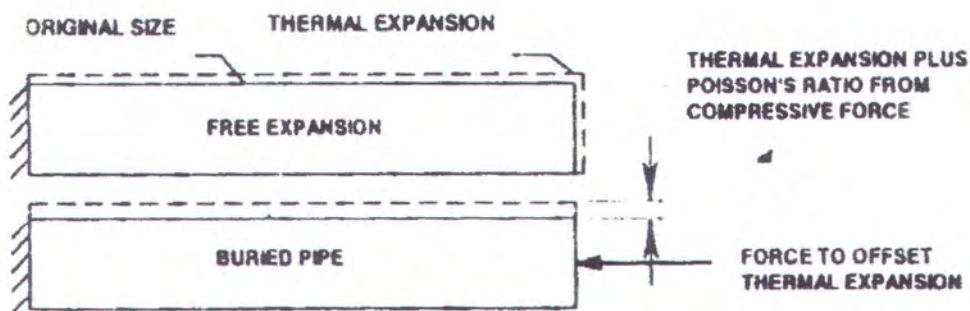 ORIGINAL SIZE
THERMAL EXPANSION
THERMAL EXPANSION PLUS
POISSON'S RATIO FROM
COMPRESSIVE FORCE
FREE EXPANSION
BURIED PIPE
FORCE TO OFFSET
THERMAL EXPANSION